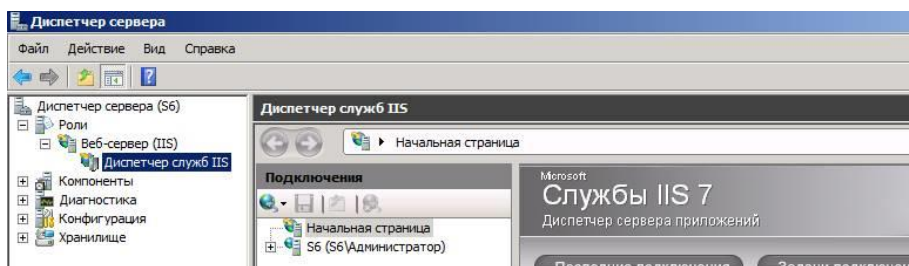 Диспетчер сервера
Файл Действие Вид Справка
Диспетчер сервера (S6)
Роли
Веб-сервер (IIS)
Диспетчер служб IIS
Компоненты
Диагностика
Конфигурация
Хранилище
Диспетчер служб IIS
Начальная страница
Подключения
Начальная страница
S6 (S6\Администратор)
Microsoft
Службы IIS 7
Диспетчер сервера приложений